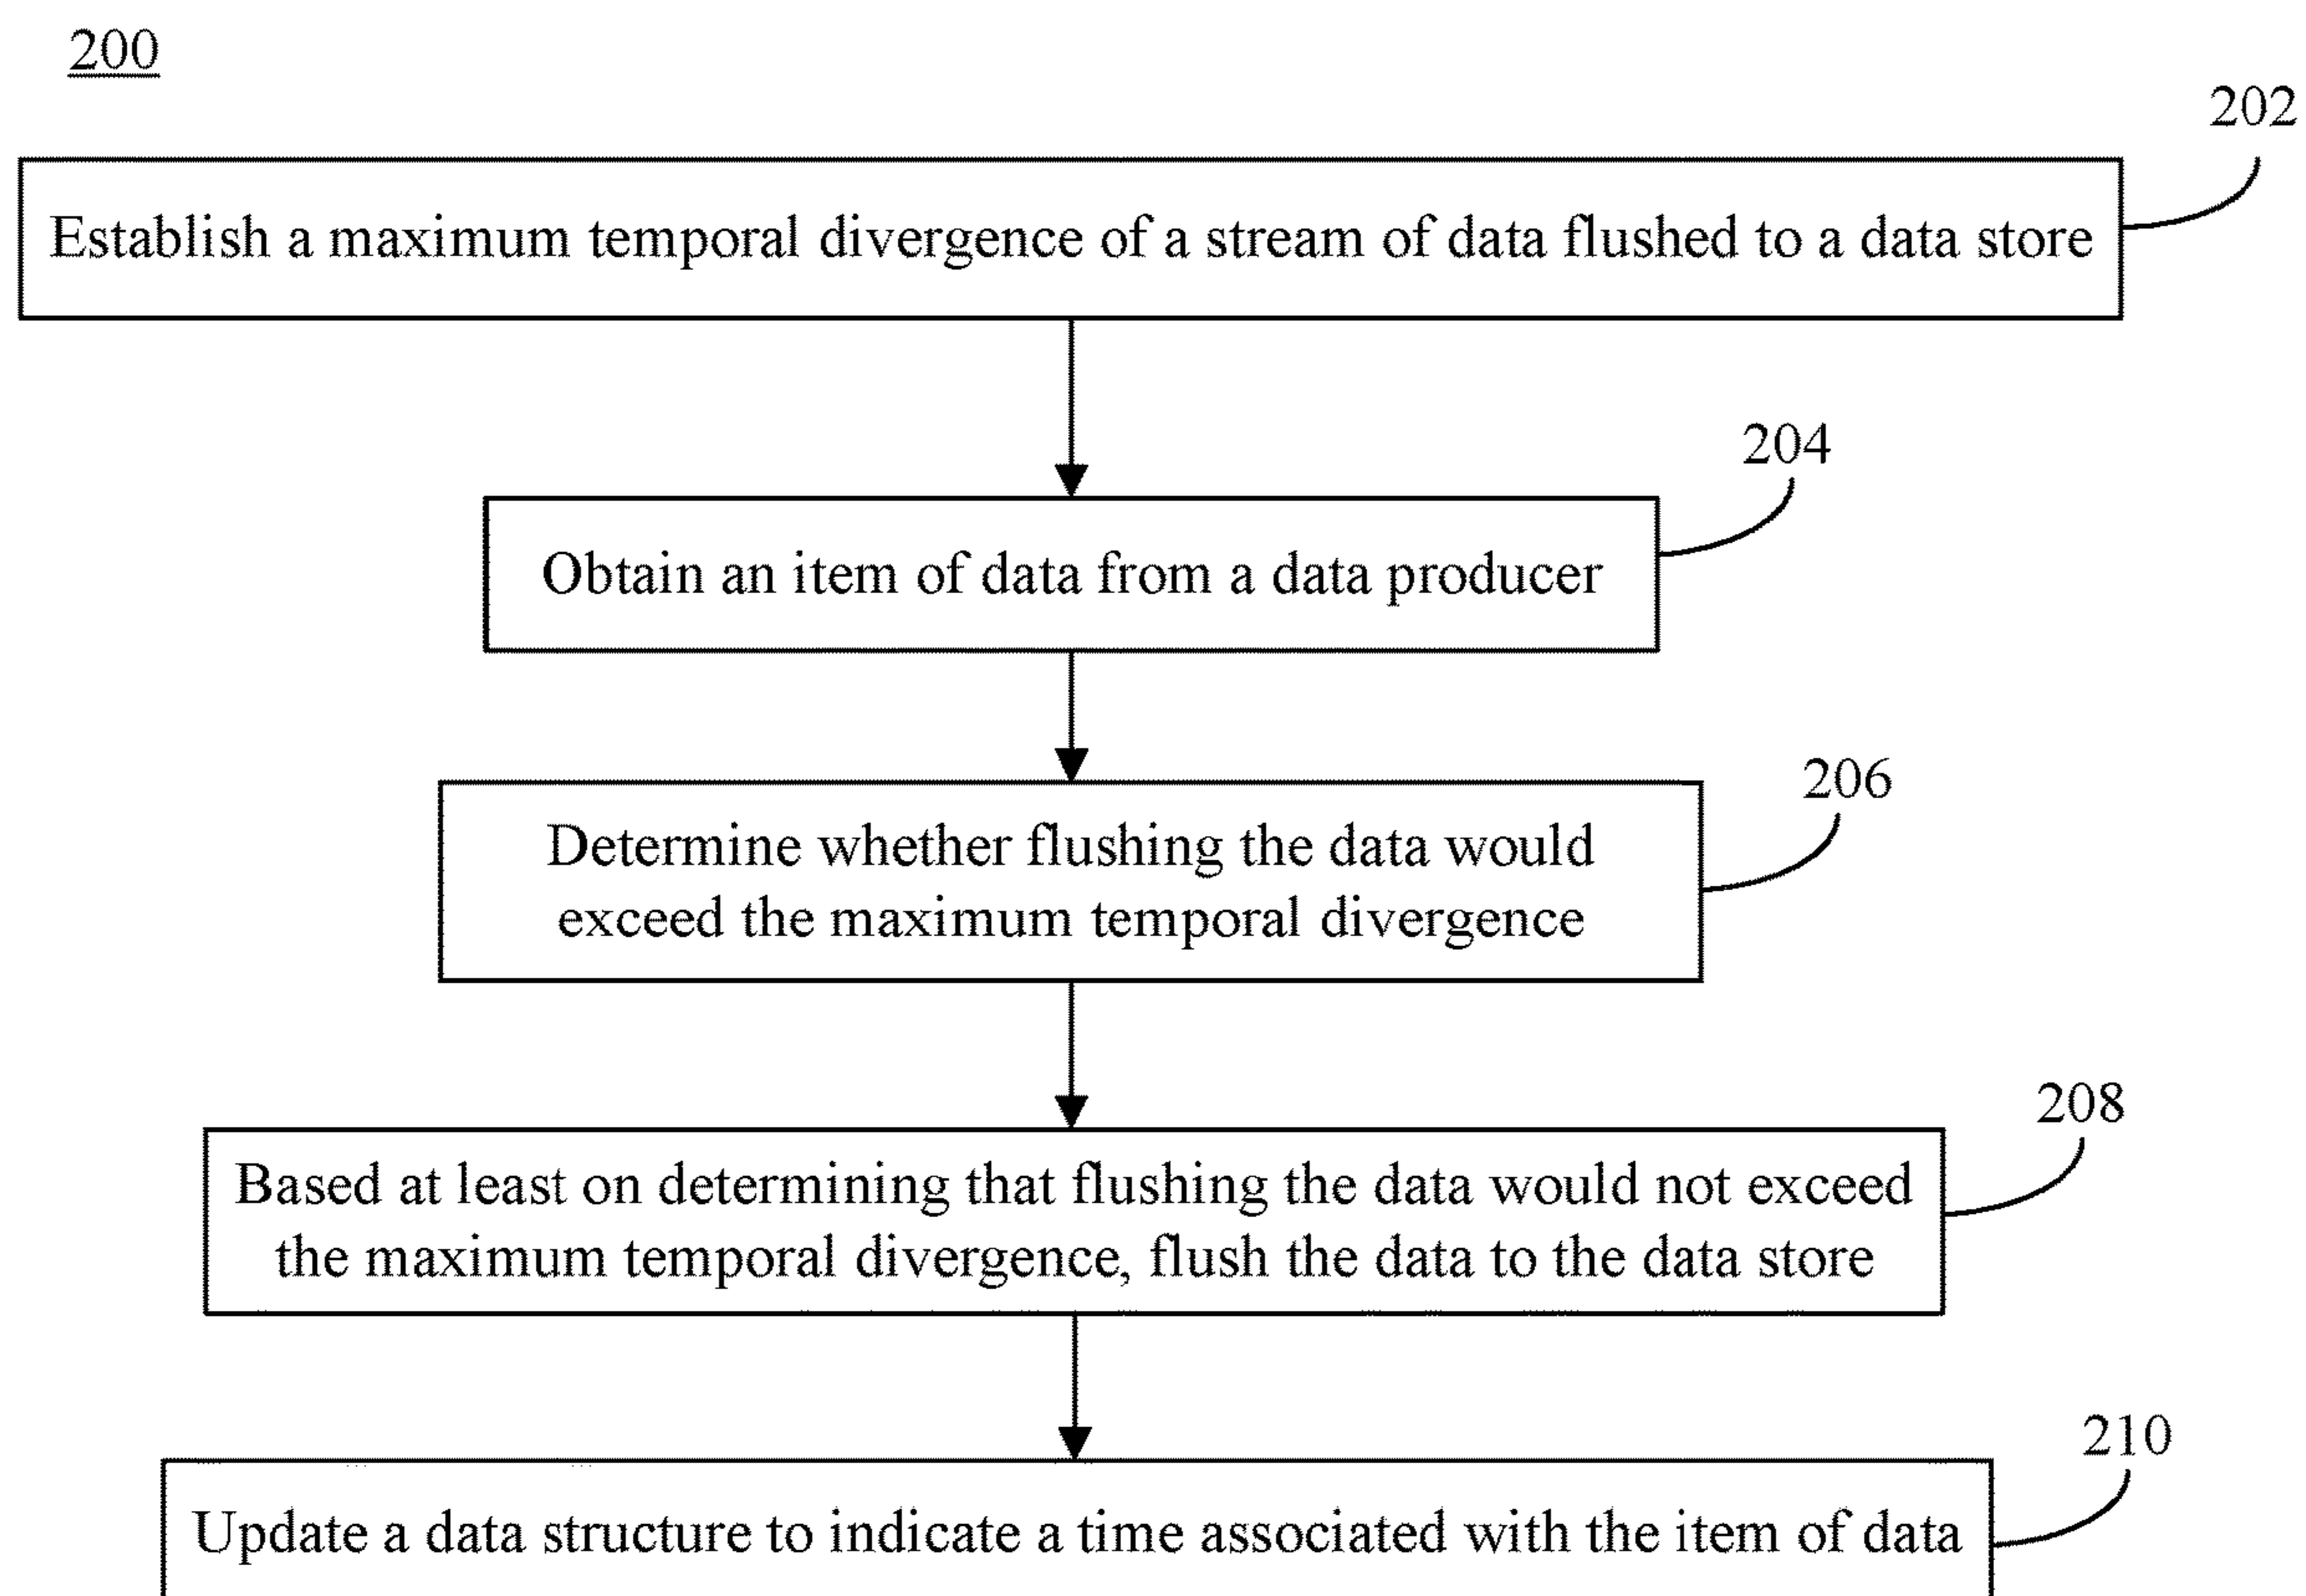 200
202
Establish a maximum temporal divergence of a stream of data flushed to a data store
204
Obtain an item of data from a data producer
206
Determine whether flushing the data would
exceed the maximum temporal divergence
208
Based at least on determining that flushing the data would not exceed
the maximum temporal divergence, flush the data to the data store
210
Update a data structure to indicate a time associated with the item of data